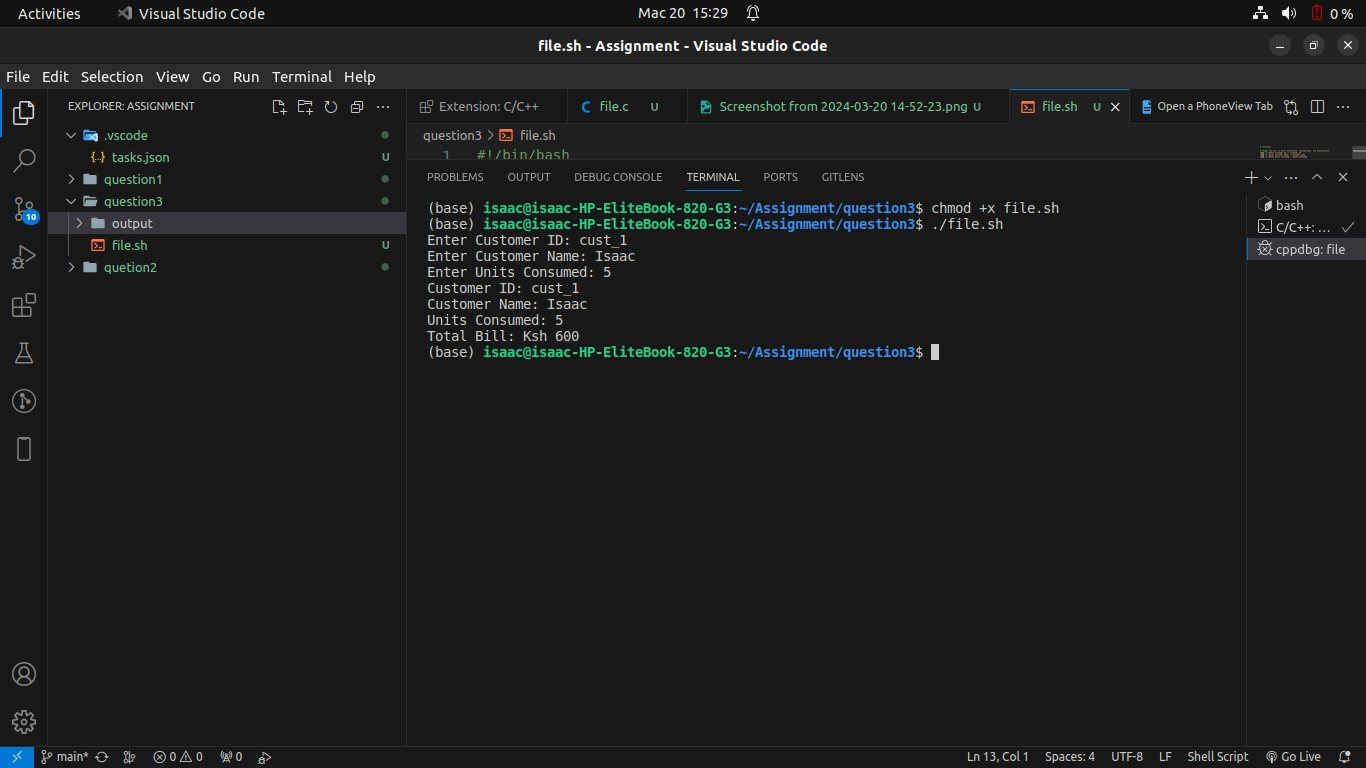 Activities Visual Studio Code Mac 20 15:29 0 %
file.sh - Assignment - Visual Studio Code
File Edit Selection View Go Run Terminal Help
EXPLORER: ASSIGNMENT
.vscode
tasks.json U
question1
question3
output
file.sh U
quetion2
10
Extension: C/C++ file.c U Screenshot from 2024-03-20 14-52-23.png U file.sh U Open a PhoneView Tab
question3 > file.sh
1 #!/bin/bash
PROBLEMS OUTPUT DEBUG CONSOLE TERMINAL PORTS GITLENS
(base) isaac@isaac-HP-EliteBook-820-G3:~/Assignment/question3$ chmod +x file.sh
(base) isaac@isaac-HP-EliteBook-820-G3:~/Assignment/question3$ ./file.sh
Enter Customer ID: cust_1
Enter Customer Name: Isaac
Enter Units Consumed: 5
Customer ID: cust_1
Customer Name: Isaac
Units Consumed: 5
Total Bill: Ksh 600
(base) isaac@isaac-HP-EliteBook-820-G3:~/Assignment/question3$
bash
C/C++: ...
cppdbg: file
main* 0 0 0 Ln 13, Col 1 Spaces: 4 UTF-8 LF Shell Script Go Live